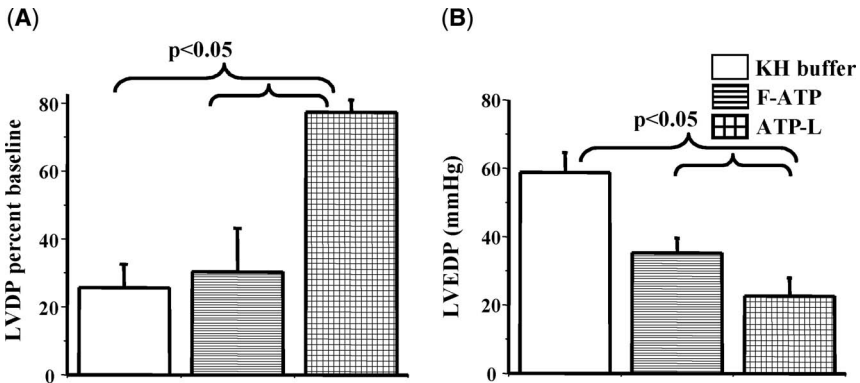 (A)
p<0.05
LVDP percent baseline
80
60
40
20
0
(B)
KH buffer
F-ATP
ATP-L
p<0.05
LVEDP (mmHg)
80
60
40
20
0